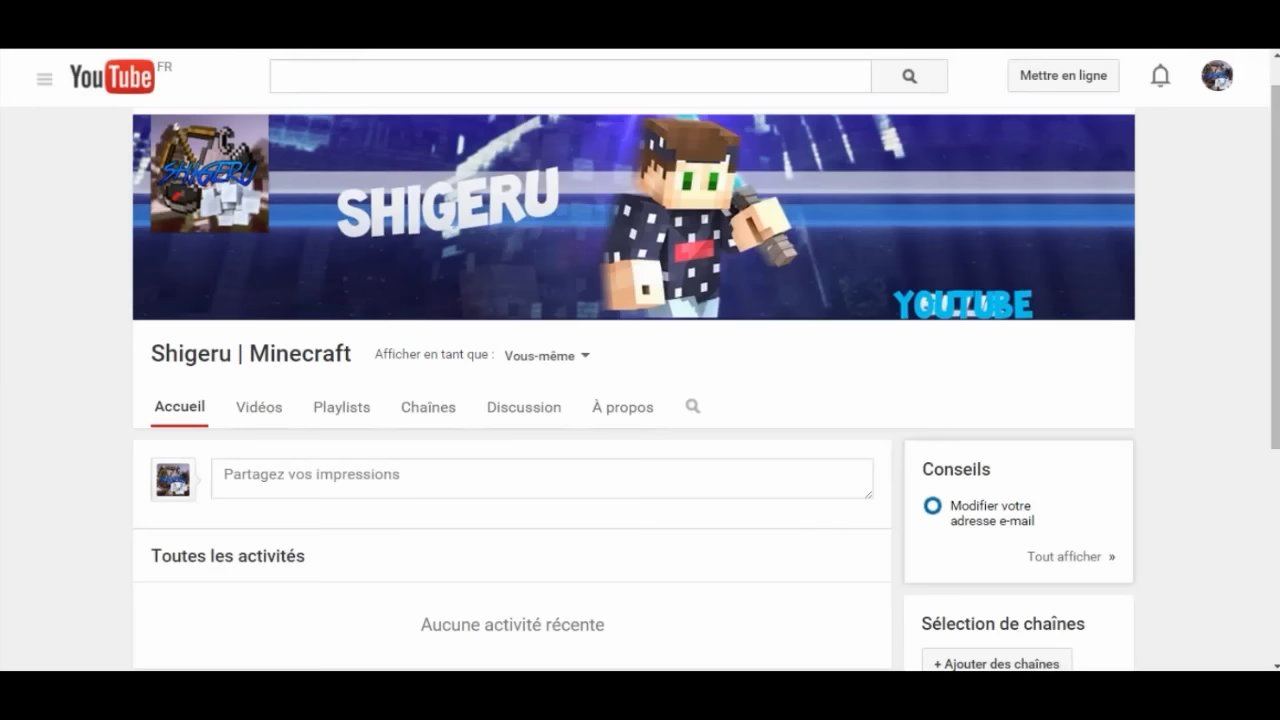 YouTube FR
Mettre en ligne
SHIGERU
SHIGERU
YOUTUBE
Shigeru | Minecraft
Afficher en tant que : Vous-même
Accueil Vidéos Playlists Chaînes Discussion À propos
Partagez vos impressions
Toutes les activités
Aucune activité récente
Conseils
Modifier votre
adresse e-mail
Tout afficher »
Sélection de chaînes
+ Ajouter des chaînes